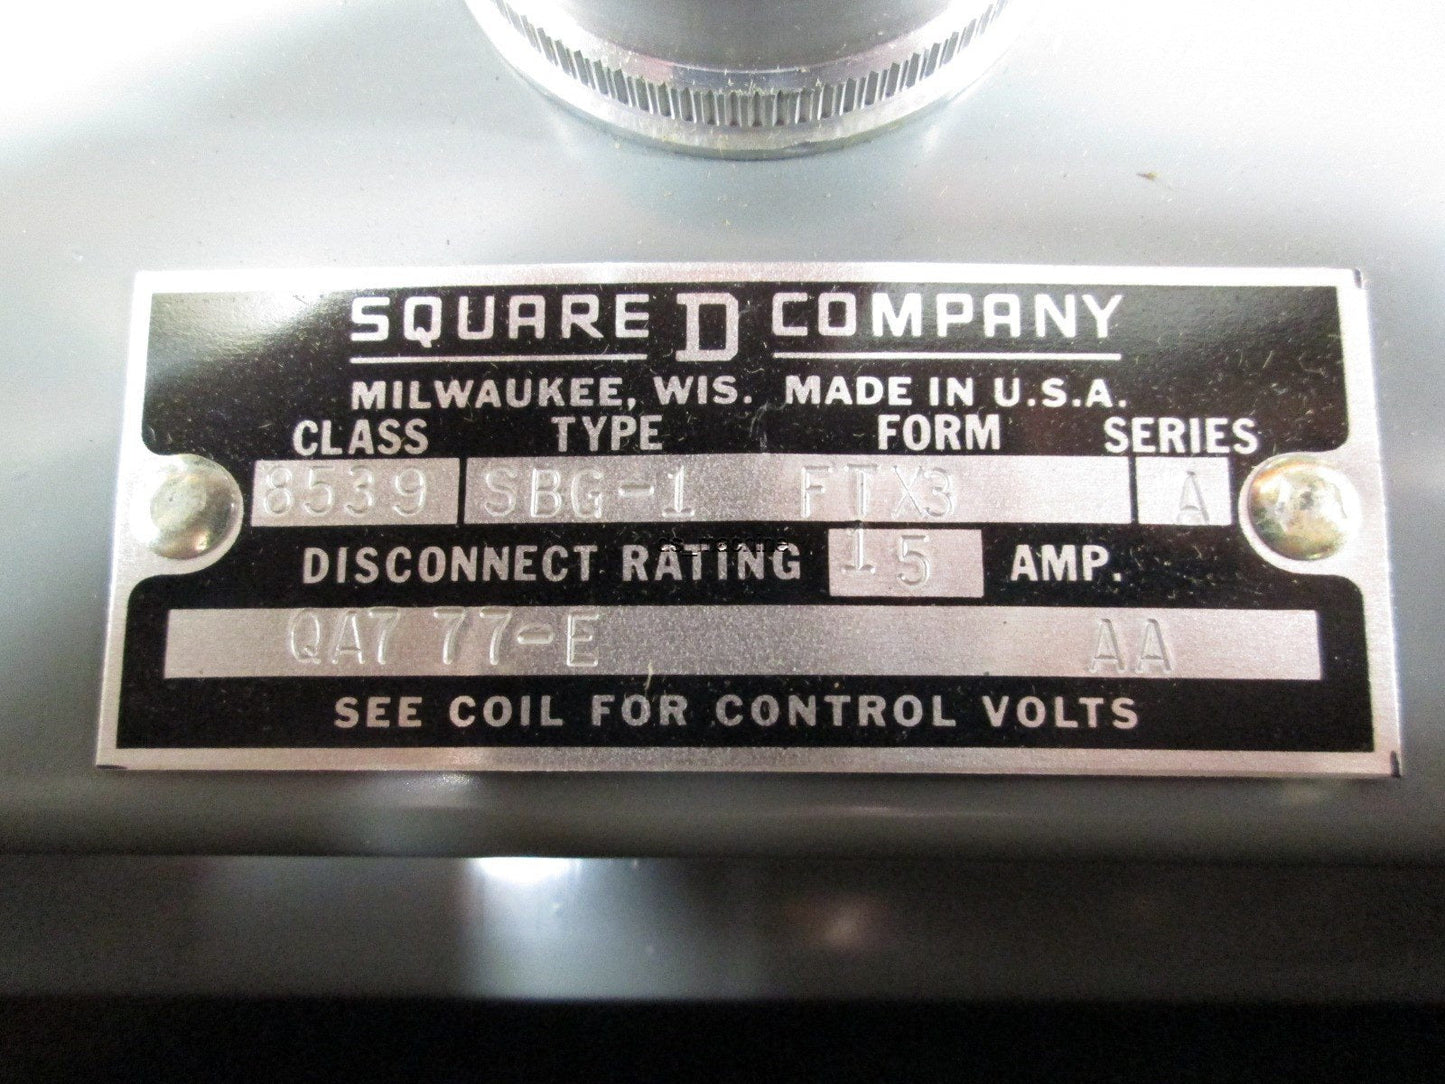 SQUARE D COMPANY
MILWAUKEE, WIS. MADE IN U.S.A.
CLASS TYPE FORM SERIES
8539 SBG-1 FTX3 A
DISCONNECT RATING 15 AMP.
QA7 77-E AA
SEE COIL FOR CONTROL VOLTS